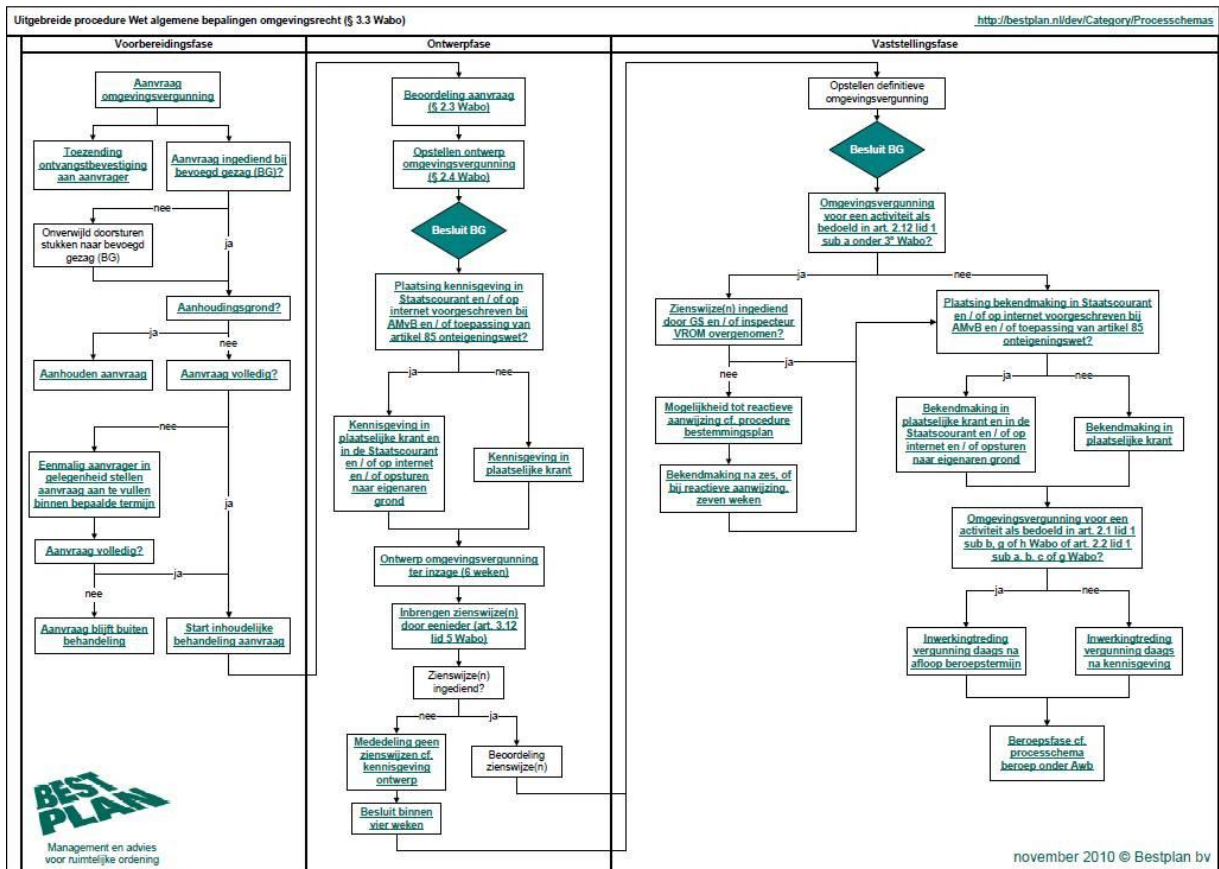 Uitgebreide procedure Wet algemene bepalingen omgevingsrecht (§ 3.3 Wabo)
http://bestplan.nl/dev/Category/Processchemas
Voorbereidingsfase
Aanvraag
omgevingsvergunning
Toezending
ontvangstbevestiging
aan aanvrager
Aanvraag ingediend bij
bevoegd gezag (BG)?
nee
ja
Onverwijld doorsturen
stukken naar bevoegd
gezag (BG)
Aanhoudingsgrond?
ja
nee
Aanhouden aanvraag
Aanvraag volledig?
nee
ja
Eenmalig aanvrager in
gelegenheid stellen
aanvraag aan te vullen
binnen bepaalde termijn
Aanvraag volledig?
ja
nee
Aanvraag blijft buiten
behandeling
Start inhoudelijke
behandeling aanvraag
BEST
PLAN
Management en advies
voor ruimtelijke ordening
Ontwerpfase
Beoordeling aanvraag
(§ 2.3 Wabo)
Opstellen ontwerp
omgevingsvergunning
(§ 2.4 Wabo)
Besluit BG
Plaatsing kennisgeving in
Staatscourant en / of op
internet voorgeschreven bij
AMvB en / of toepassing van
artikel 85 onteigeningswet?
ja
nee
Kennisgeving in
plaatselijke krant en
in de Staatscourant
en / of op internet
en / of opsturen
naar eigenaren
grond
Kennisgeving in
plaatselijke krant
Ontwerp omgevingsvergunning
ter inzage (6 weken)
Inbrengen zienswijze(n)
door eenieder (art. 3.12
lid 5 Wabo)
Zienswijze(n)
ingediend?
nee
ja
Mededeling geen
zienswijzen cf.
kennisgeving
ontwerp
Beoordeling
zienswijze(n)
Besluit binnen
vier weken
Vaststellingsfase
Opstellen definitieve
omgevingsvergunning
Besluit BG
Omgevingsvergunning
voor een activiteit als
bedoeld in art. 2.12 lid 1
sub a onder 3° Wabo?
ja
nee
Zienswijze(n) ingediend
door GS en / of inspecteur
VROM overgenomen?
Plaatsing bekendmaking in Staatscourant
en / of op internet voorgeschreven bij
AMvB en / of toepassing van artikel 85
onteigeningswet?
nee
ja
Mogelijkheid tot reactieve
aanwijzing cf. procedure
bestemmingsplan
Bekendmaking na zes, of
bij reactieve aanwijzing,
zeven weken
ja
nee
Bekendmaking in
plaatselijke krant en in de
Staatscourant en / of op
internet en / of opsturen
naar eigenaren grond
Bekendmaking in
plaatselijke krant
Omgevingsvergunning voor een
activiteit als bedoeld in art. 2.1 lid 1
sub b, g of h Wabo of art. 2.2 lid 1
sub a, b, c of g Wabo?
ja
nee
Inwerkingtreding
vergunning daags na
afloop beroepstermijn
Inwerkingtreding
vergunning daags
na kennisgeving
Beroepsfase cf.
processchema
beroep onder Awb
november 2010 © Bestplan bv